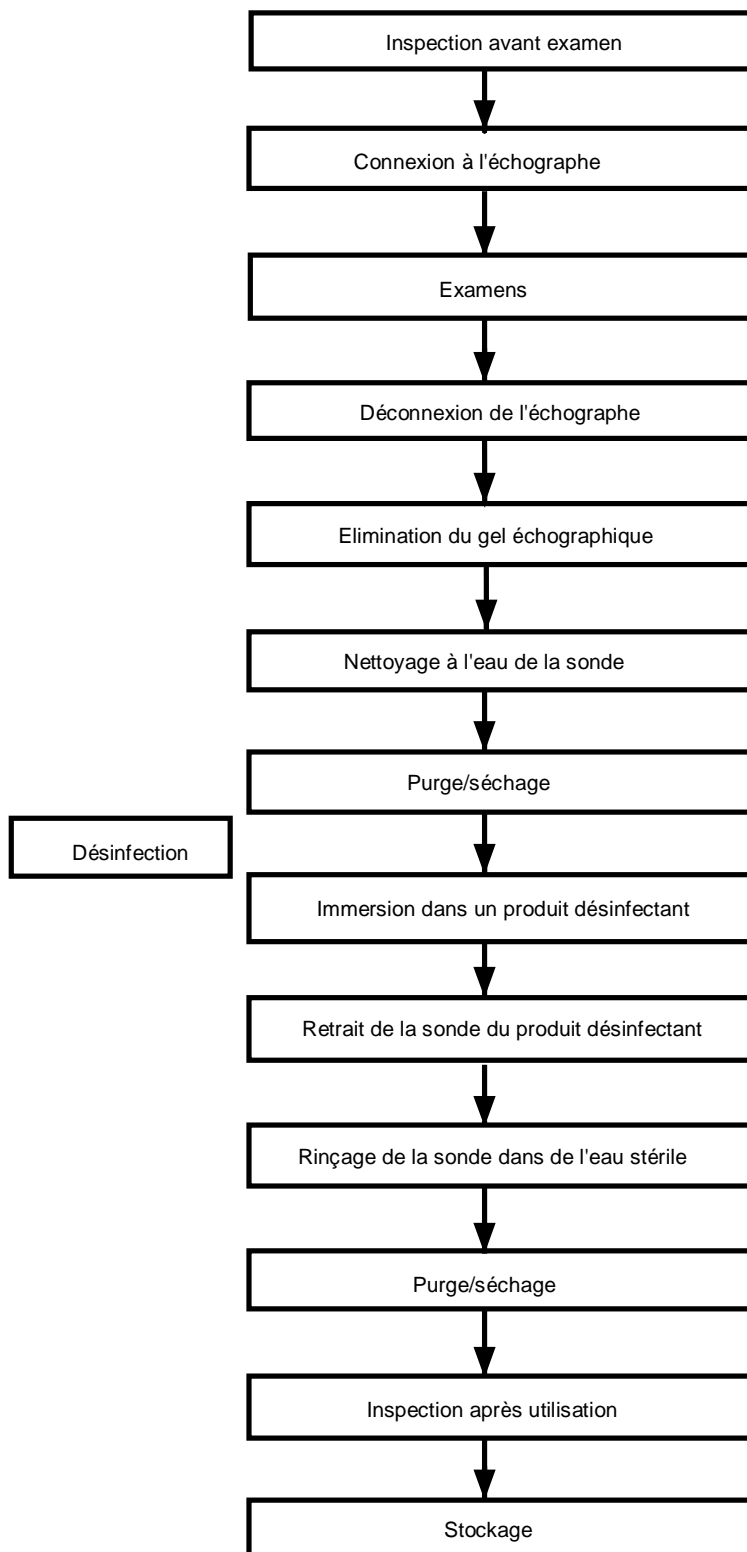 Inspection avant examen
Connexion à l'échographe
Examens
Déconnexion de l'échographe
Elimination du gel échographique
Nettoyage à l'eau de la sonde
Purge/séchage
Désinfection
Immersion dans un produit désinfectant
Retrait de la sonde du produit désinfectant
Rinçage de la sonde dans de l'eau stérile
Purge/séchage
Inspection après utilisation
Stockage